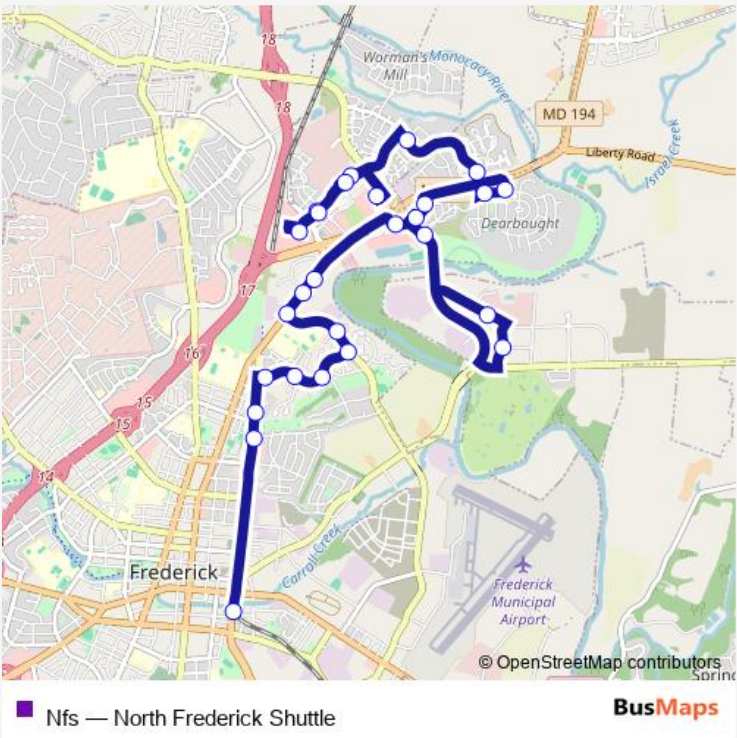 18
Worman's
Mill
Monocacy River
18
MD 194
Liberty Road
Israel Creek
Dearbought
17
16
15
15
14
Carroll Creek
Frederick
Frederick
Municipal
Airport
© OpenStreetMap contributors
Spring
Nfs — North Frederick Shuttle
BusMaps